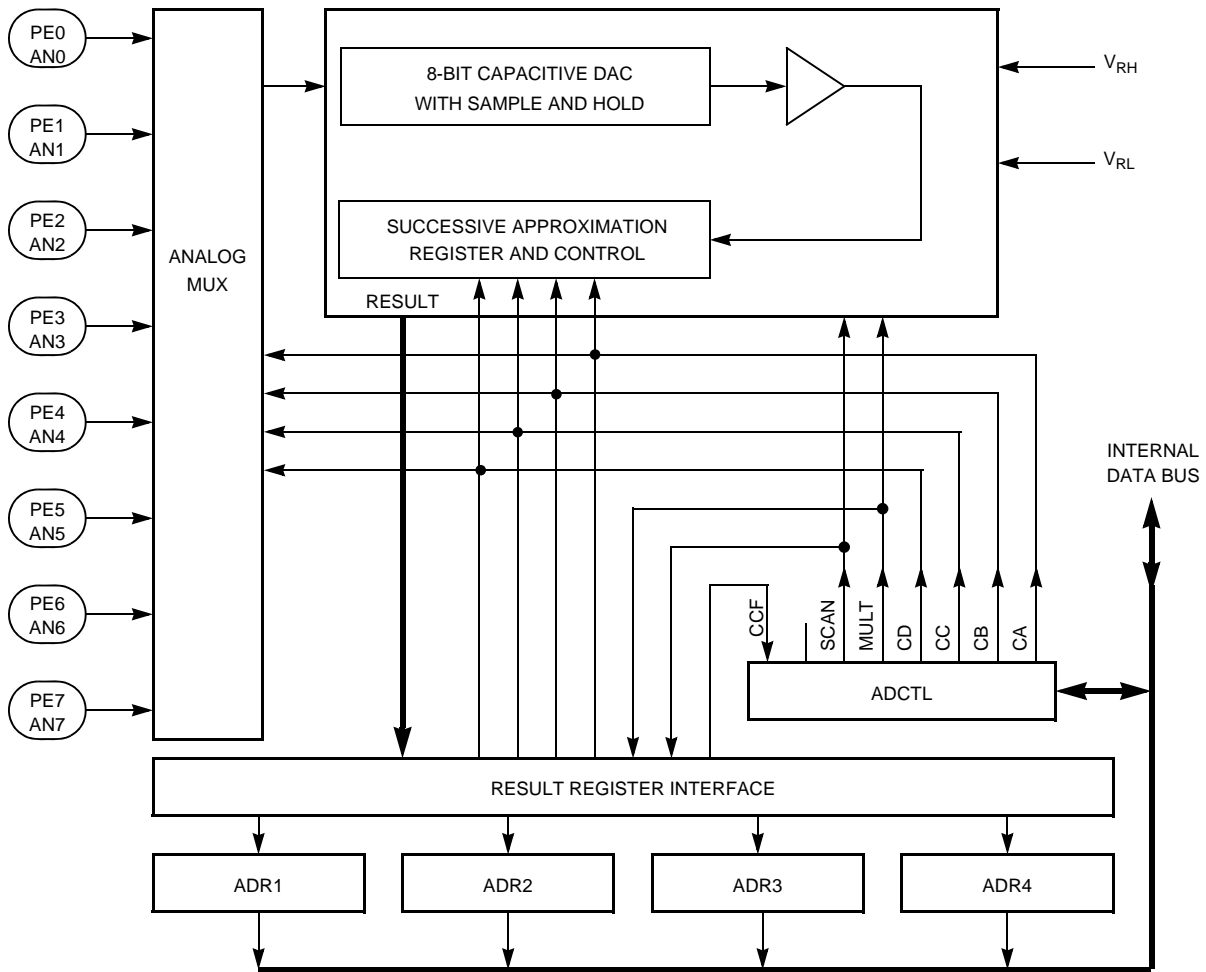 PE0
AN0
PE1
AN1
PE2
AN2
PE3
AN3
PE4
AN4
PE5
AN5
PE6
AN6
PE7
AN7
ANALOG
MUX
8-BIT CAPACITIVE DAC
WITH SAMPLE AND HOLD
SUCCESSIVE APPROXIMATION
REGISTER AND CONTROL
RESULT
VRH
VRL
INTERNAL
DATA BUS
CCF
SCAN
MULT
CD
CC
CB
CA
ADCTL
RESULT REGISTER INTERFACE
ADR1
ADR2
ADR3
ADR4